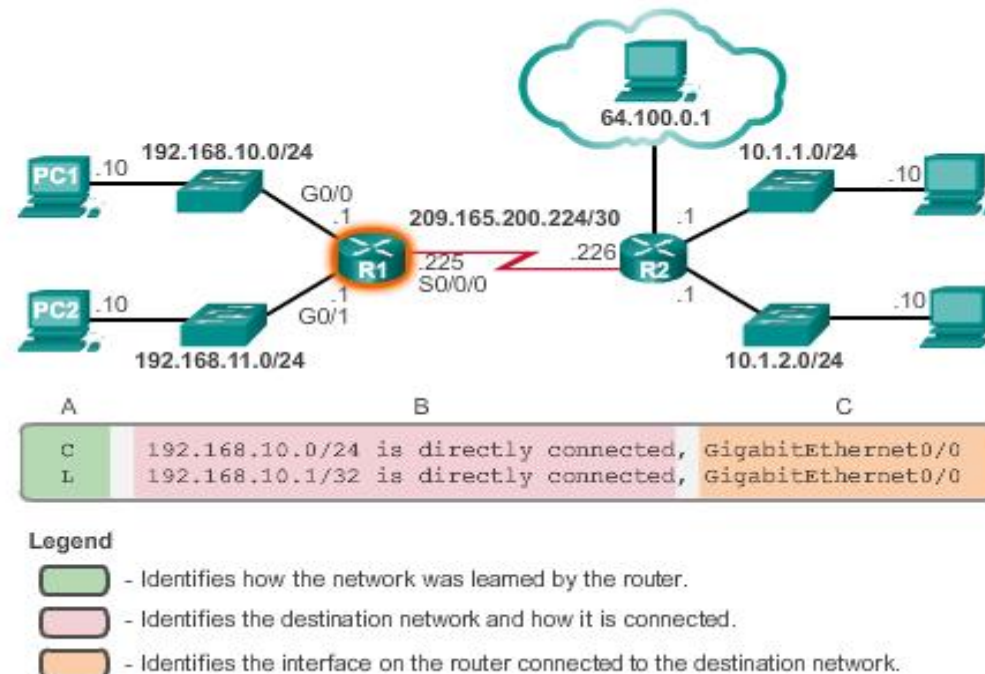 64.100.0.1
192.168.10.0/24
10.1.1.0/24
PC1
.10
G0/0
.1
209.165.200.224/30
.1
.10
R1
.225
S0/0/0
.226
R2
PC2
.10
.1
G0/1
.1
.10
192.168.11.0/24
10.1.2.0/24
A B C
C 192.168.10.0/24 is directly connected, GigabitEthernet0/0
L 192.168.10.1/32 is directly connected, GigabitEthernet0/0
Legend
- Identifies how the network was learned by the router.
- Identifies the destination network and how it is connected.
- Identifies the interface on the router connected to the destination network.